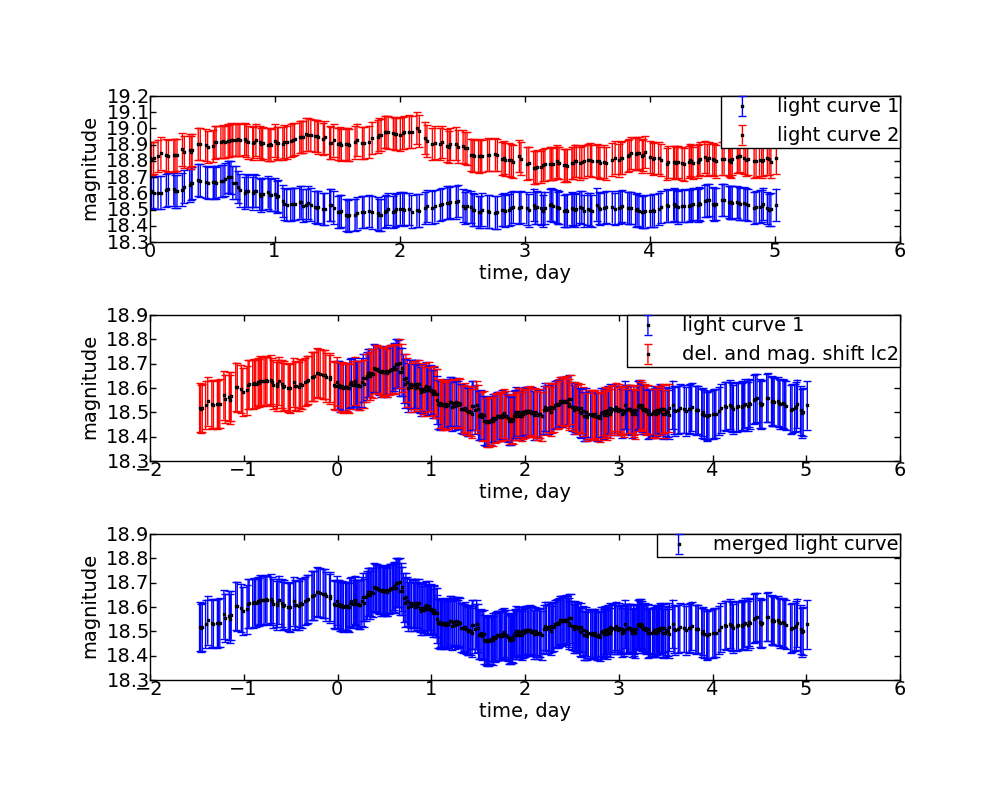 19.2
19.1
19.0
18.9
18.8
18.7
18.6
18.5
18.4
18.3
magnitude
light curve 1
light curve 2
0 1 2 3 4 5 6
time, day
18.9
18.8
18.7
18.6
18.5
18.4
18.3
magnitude
light curve 1
del. and mag. shift lc2
−2 −1 0 1 2 3 4 5 6
time, day
18.9
18.8
18.7
18.6
18.5
18.4
18.3
magnitude
merged light curve
−2 −1 0 1 2 3 4 5 6
time, day